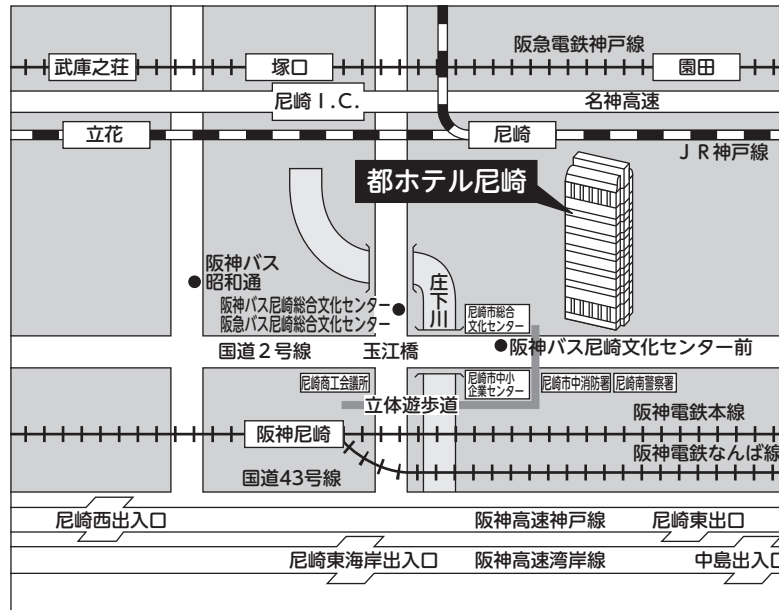 阪急電鉄神戸線
武庫之荘
塚口
園田
尼崎I.C.
名神高速
立花
尼崎
JR神戸線
都ホテル尼崎
阪神バス
昭和通
庄下川
阪神バス尼崎総合文化センター
阪急バス尼崎総合文化センター
尼崎市総合
文化センター
国道2号線
玉江橋
阪神バス尼崎文化センター前
尼崎商工会議所
尼崎市中小
企業センター
尼崎市中消防署
尼崎南警察署
立体遊歩道
阪神電鉄本線
阪神尼崎
阪神電鉄なんば線
国道43号線
尼崎西出入口
阪神高速神戸線
尼崎東出口
尼崎東海岸出入口
阪神高速湾岸線
中島出入口